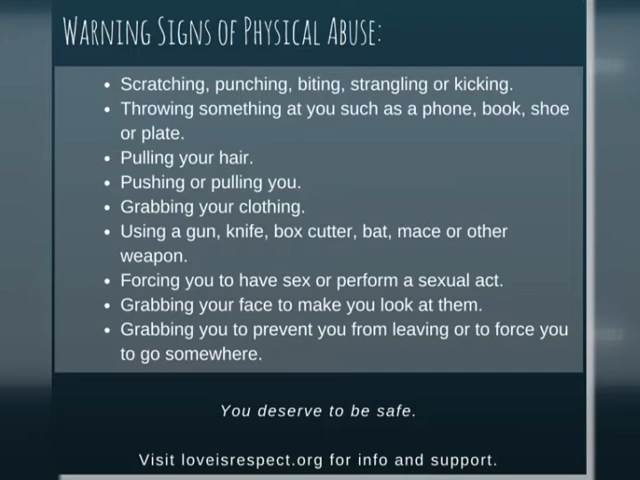 WARNING SIGNS OF PHYSICAL ABUSE:
• Scratching, punching, biting, strangling or kicking.
• Throwing something at you such as a phone, book, shoe
or plate.
• Pulling your hair.
• Pushing or pulling you.
• Grabbing your clothing.
• Using a gun, knife, box cutter, bat, mace or other
weapon.
• Forcing you to have sex or perform a sexual act.
• Grabbing your face to make you look at them.
• Grabbing you to prevent you from leaving or to force you
to go somewhere.
You deserve to be safe.
Visit loveisrespect.org for info and support.